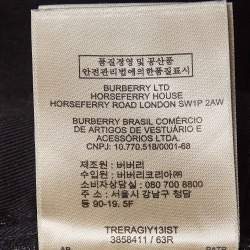 품질경영 및 공산품
안전관리법에의한품질표시
BURBERRY LTD
HORSEFERRY HOUSE
HORSEFERRY ROAD LONDON SW1P 2AW
BURBERRY BRASIL COMÉRCIO
DE ARTIGOS DE VESTUÁRIO E
ACESSÓRIOS LTDA.
CNPJ: 10.770.518/0001-68
제조원 : 버버리
수입원 : 버버리코리아(주)
소비자상담실 : 080 700 8800
주소 : 서울시 강남구 청담
동 90-19. 5F
TRERAGIY13IST
3858411 / 63R